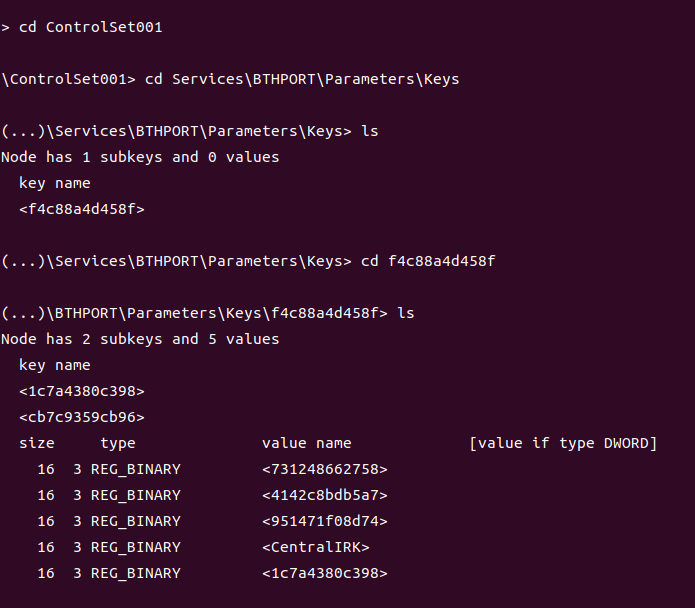 > cd ControlSet001
\ControlSet001> cd Services\BTHPORT\Parameters\Keys
(...)\Services\BTHPORT\Parameters\Keys> ls
Node has 1 subkeys and 0 values
key name
<f4c88a4d458f>
(...)\Services\BTHPORT\Parameters\Keys> cd f4c88a4d458f
(...)\BTHPORT\Parameters\Keys\f4c88a4d458f> ls
Node has 2 subkeys and 5 values
key name
<1c7a4380c398>
<cb7c9359cb96>
size type value name [value if type DWORD]
16 3 REG_BINARY <731248662758>
16 3 REG_BINARY <4142c8bdb5a7>
16 3 REG_BINARY <951471f08d74>
16 3 REG_BINARY <CentralIRK>
16 3 REG_BINARY <1c7a4380c398>